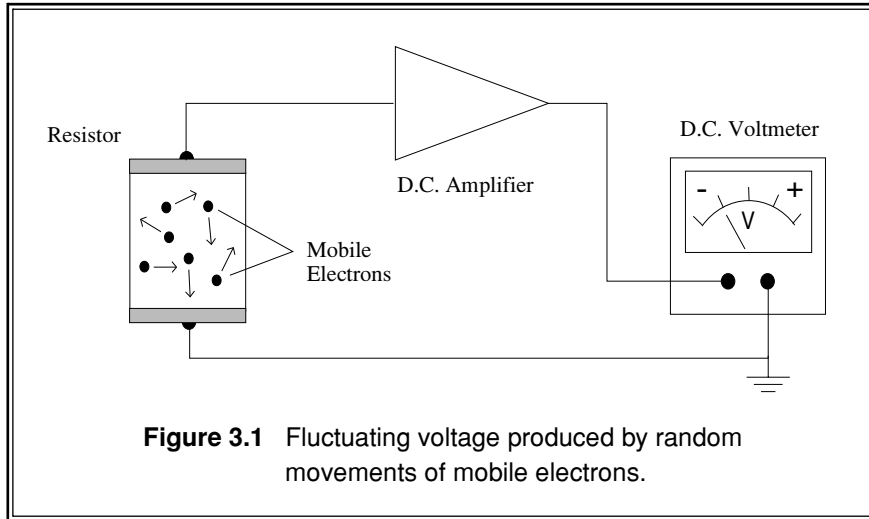 Resistor
D.C. Amplifier
D.C. Voltmeter
- +
V
Mobile
Electrons
Figure 3.1 Fluctuating voltage produced by random
movements of mobile electrons.